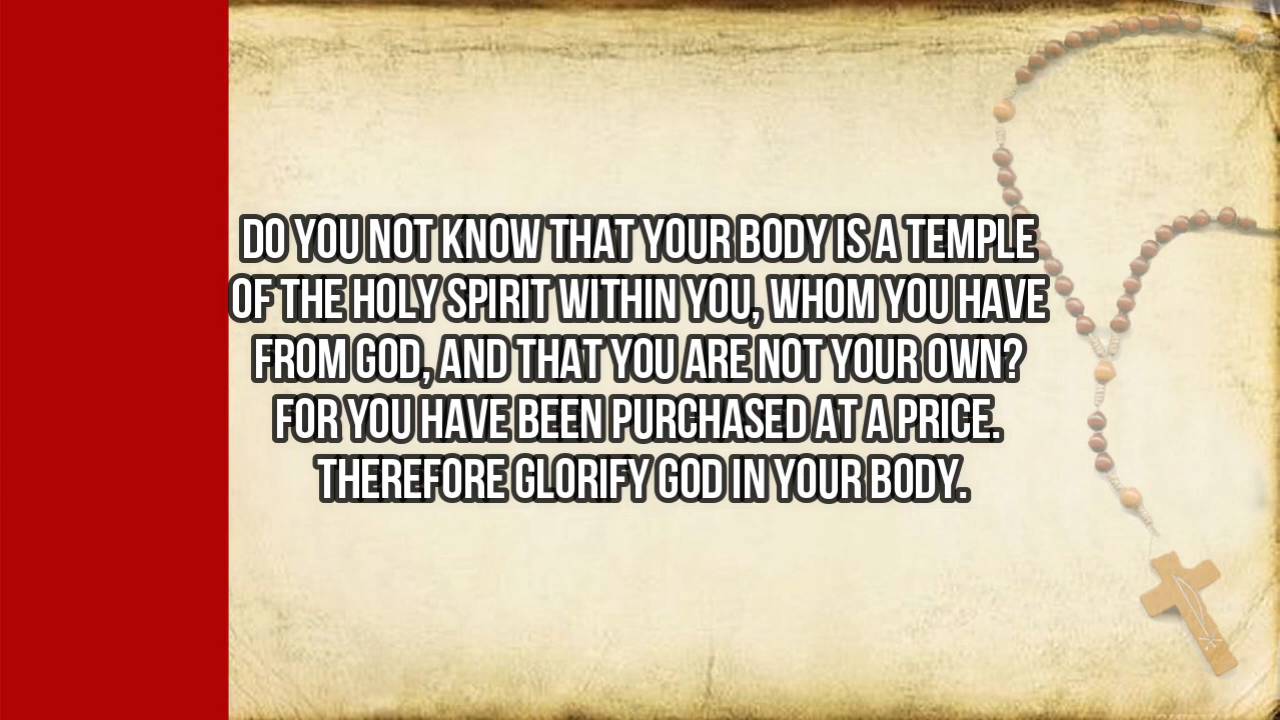 DO YOU NOT KNOW THAT YOUR BODY IS A TEMPLE
OF THE HOLY SPIRIT WITHIN YOU, WHOM YOU HAVE
FROM GOD, AND THAT YOU ARE NOT YOUR OWN?
FOR YOU HAVE BEEN PURCHASED AT A PRICE.
THEREFORE GLORIFY GOD IN YOUR BODY.